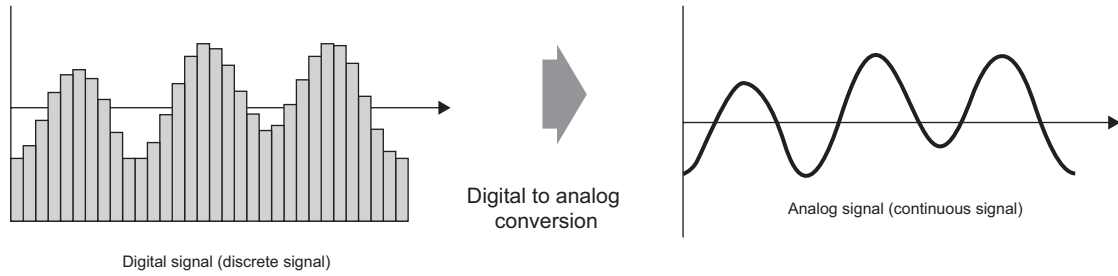 Digital signal (discrete signal)
Digital to analog
conversion
Analog signal (continuous signal)